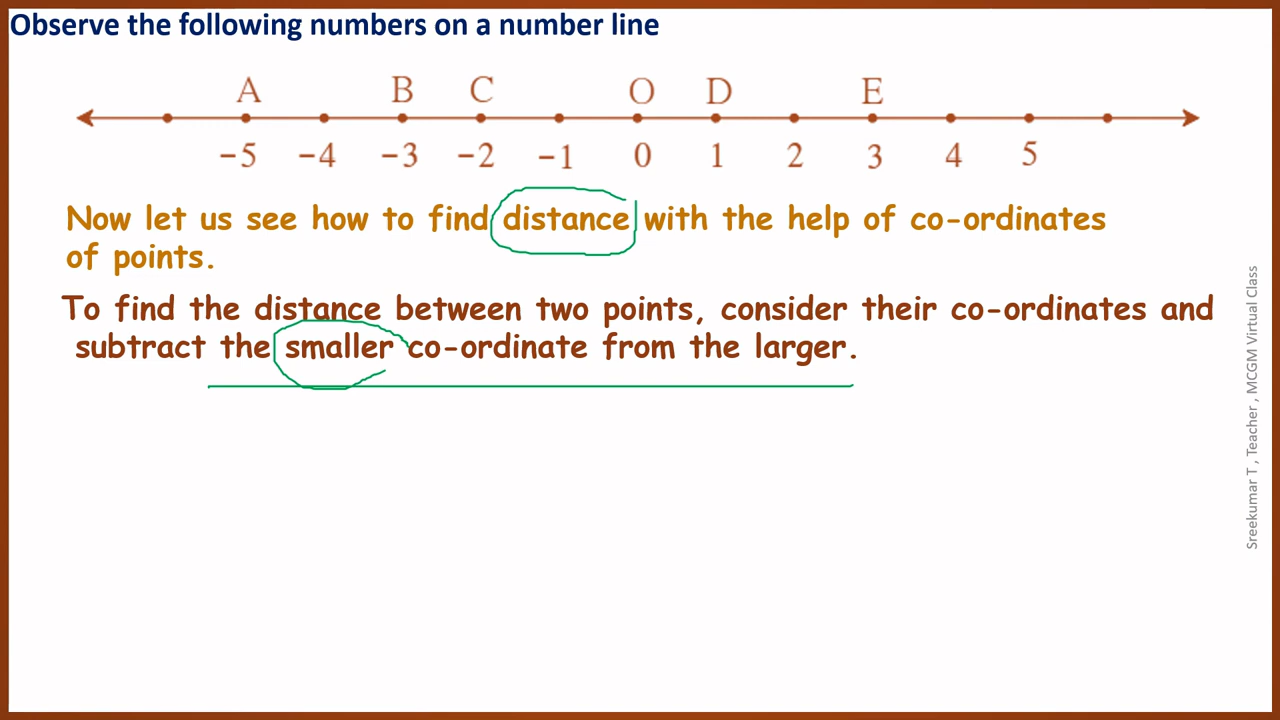 Observe the following numbers on a number line
A B C O D E
−5 −4 −3 −2 −1 0 1 2 3 4 5
Now let us see how to find distance with the help of co-ordinates
of points.
To find the distance between two points, consider their co-ordinates and
subtract the smaller co-ordinate from the larger.
Sreekumar T , Teacher , MCGM Virtual Class